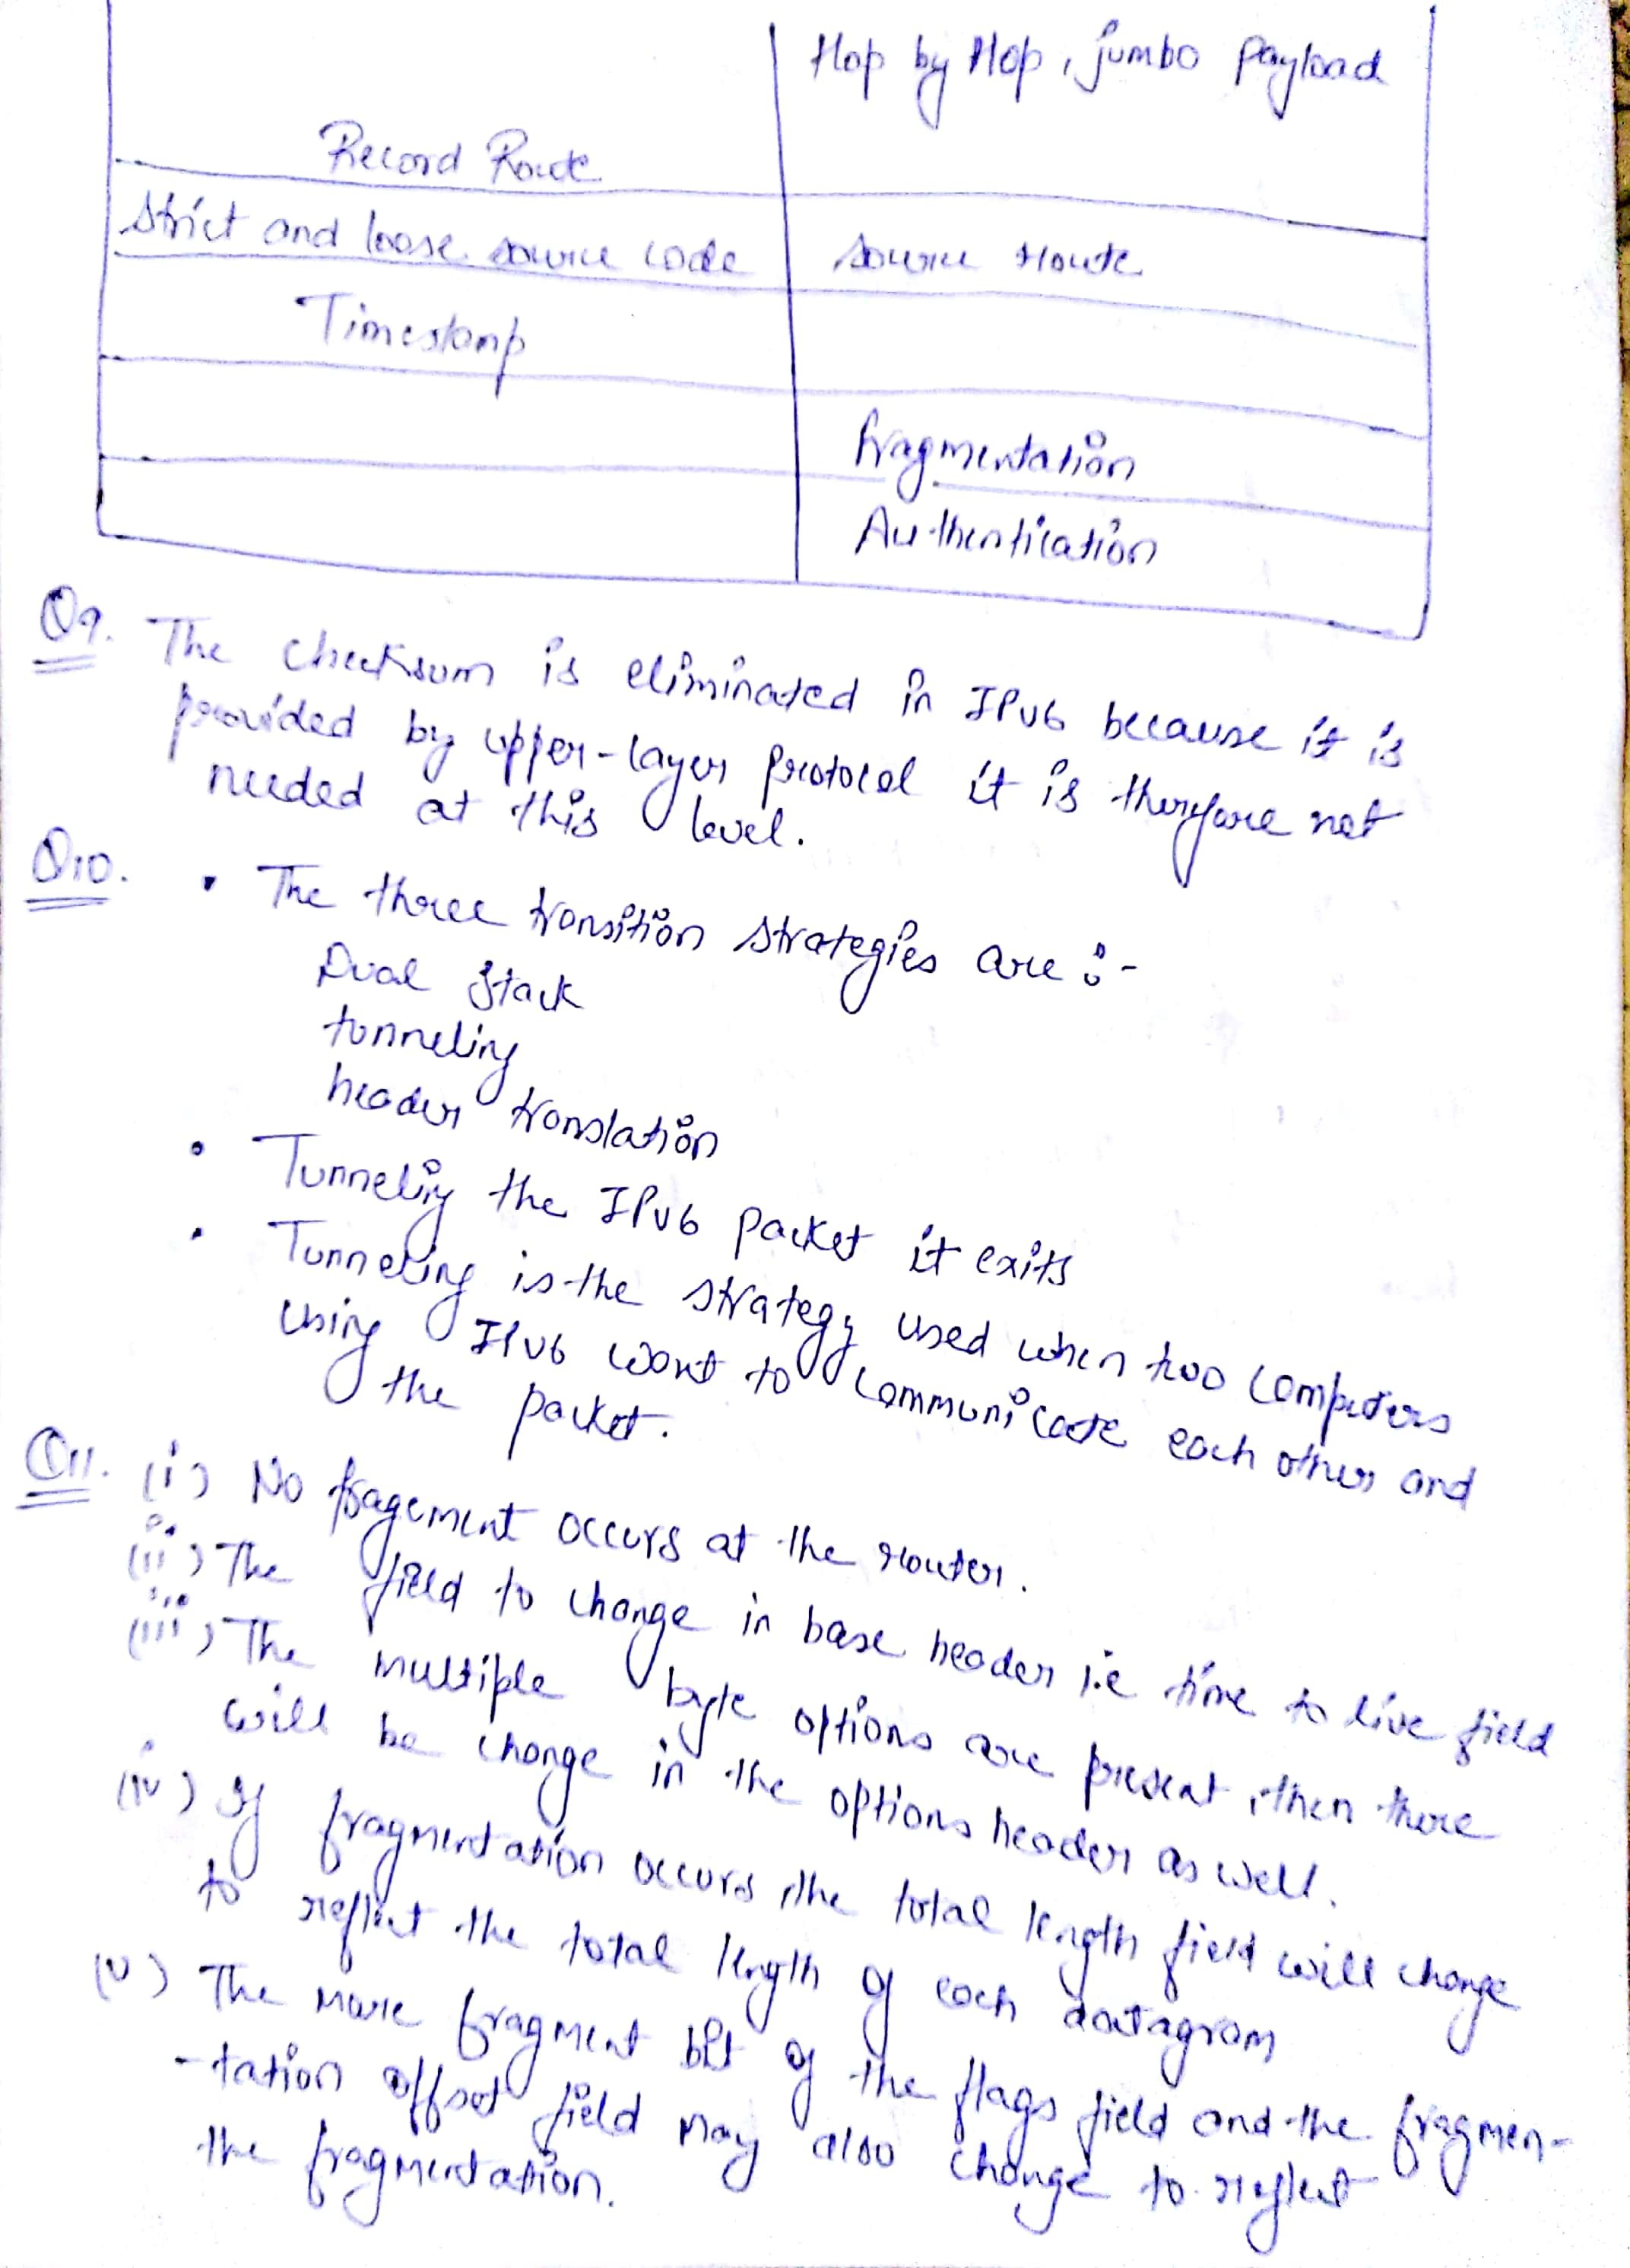 Hop by Hop, jumbo payload
Record Route
Strict and loose source code
source route
Timestamp
fragmentation
Authentication
Q9. The checksum is eliminated in IPv6 because it is
provided by upper-layer protocol it is therefore not
needed at this level.
Q10. • The three transition strategies are :-
Dual Stack
tunneling
header translation
• Tunneling the IPv6 packet it exits
• Tunneling is the strategy used when two computers
using IPv6 want to communicate each other and
the packet.
Q11. (i) No fragement occurs at the router.
(ii) The field to change in base header i.e time to live field
(iii) The multiple byte options are present, then there
will be change in the options header as well.
(iv) If fragmentation occurs, the total length field will change
to reflect the total length of each datagram
(v) The more fragment bit of the flags field and the fragmen-
-tation offset field may also change to reflect
the fragmentation.